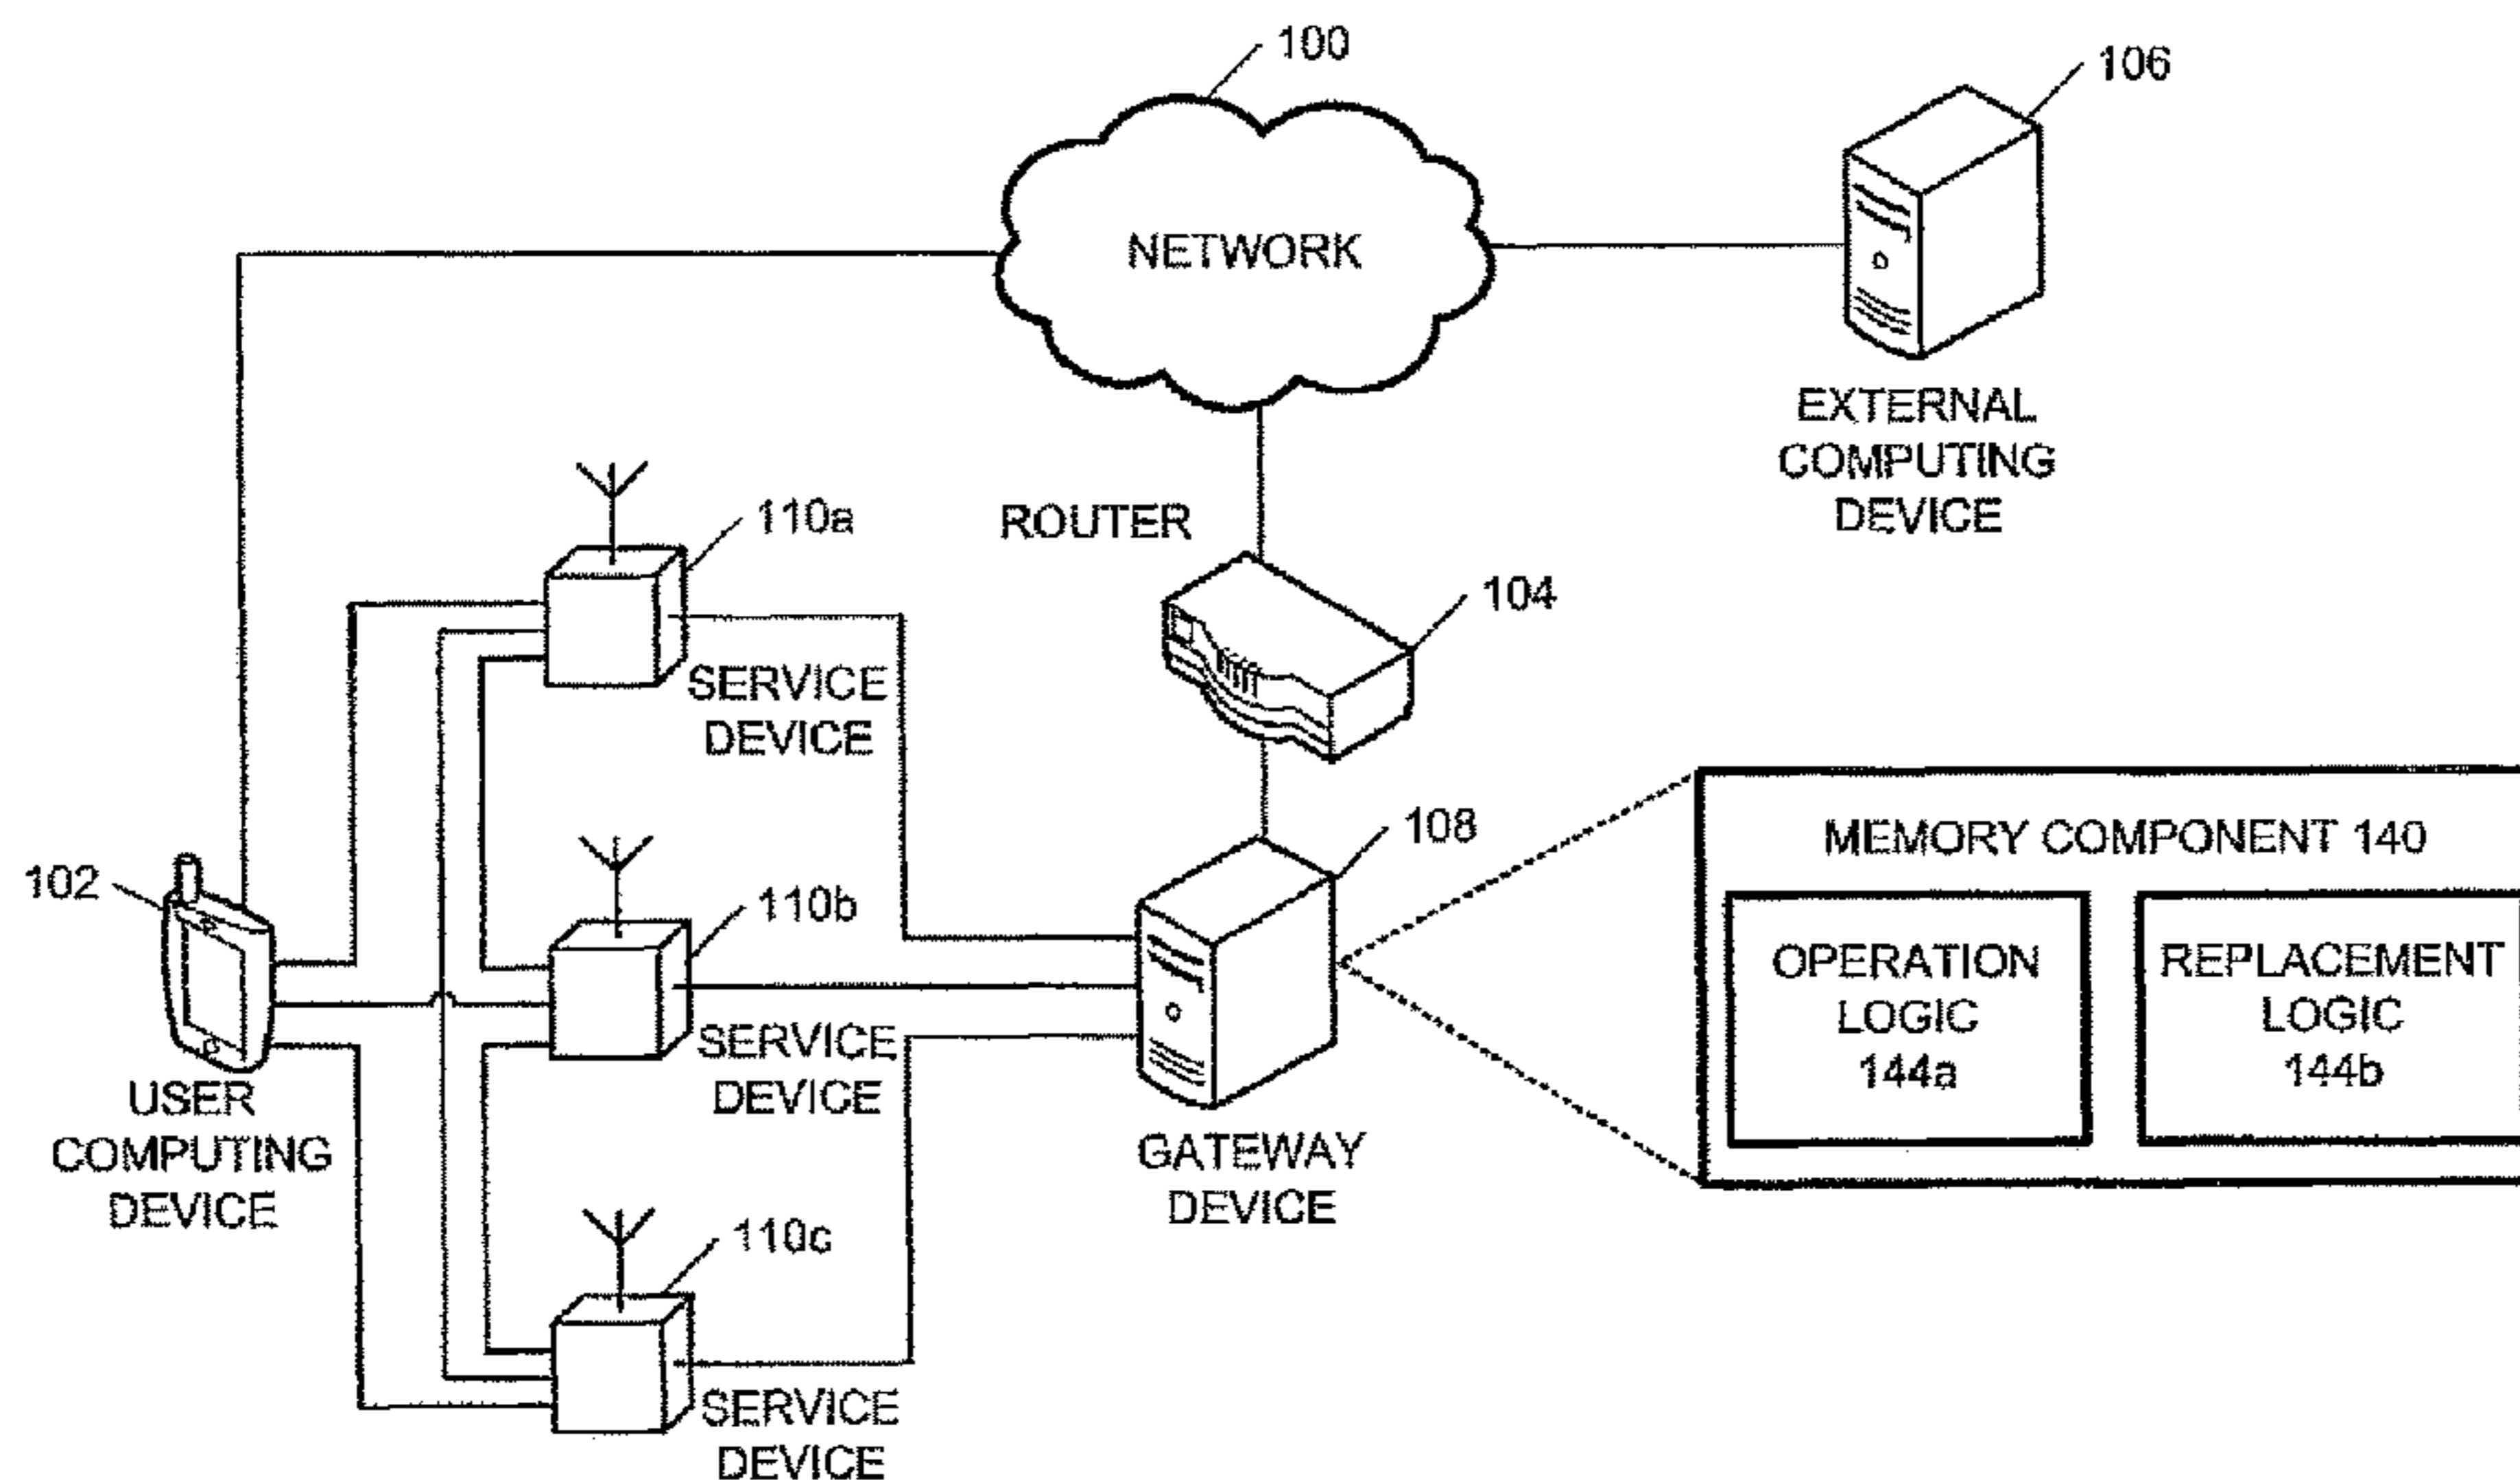 100
106
NETWORK
EXTERNAL
COMPUTING
DEVICE
ROUTER
110a
104
SERVICE
DEVICE
108
MEMORY COMPONENT 140
102
110b
OPERATION
LOGIC
144a
REPLACEMENT
LOGIC
144b
SERVICE
DEVICE
USER
COMPUTING
DEVICE
GATEWAY
DEVICE
110c
SERVICE
DEVICE